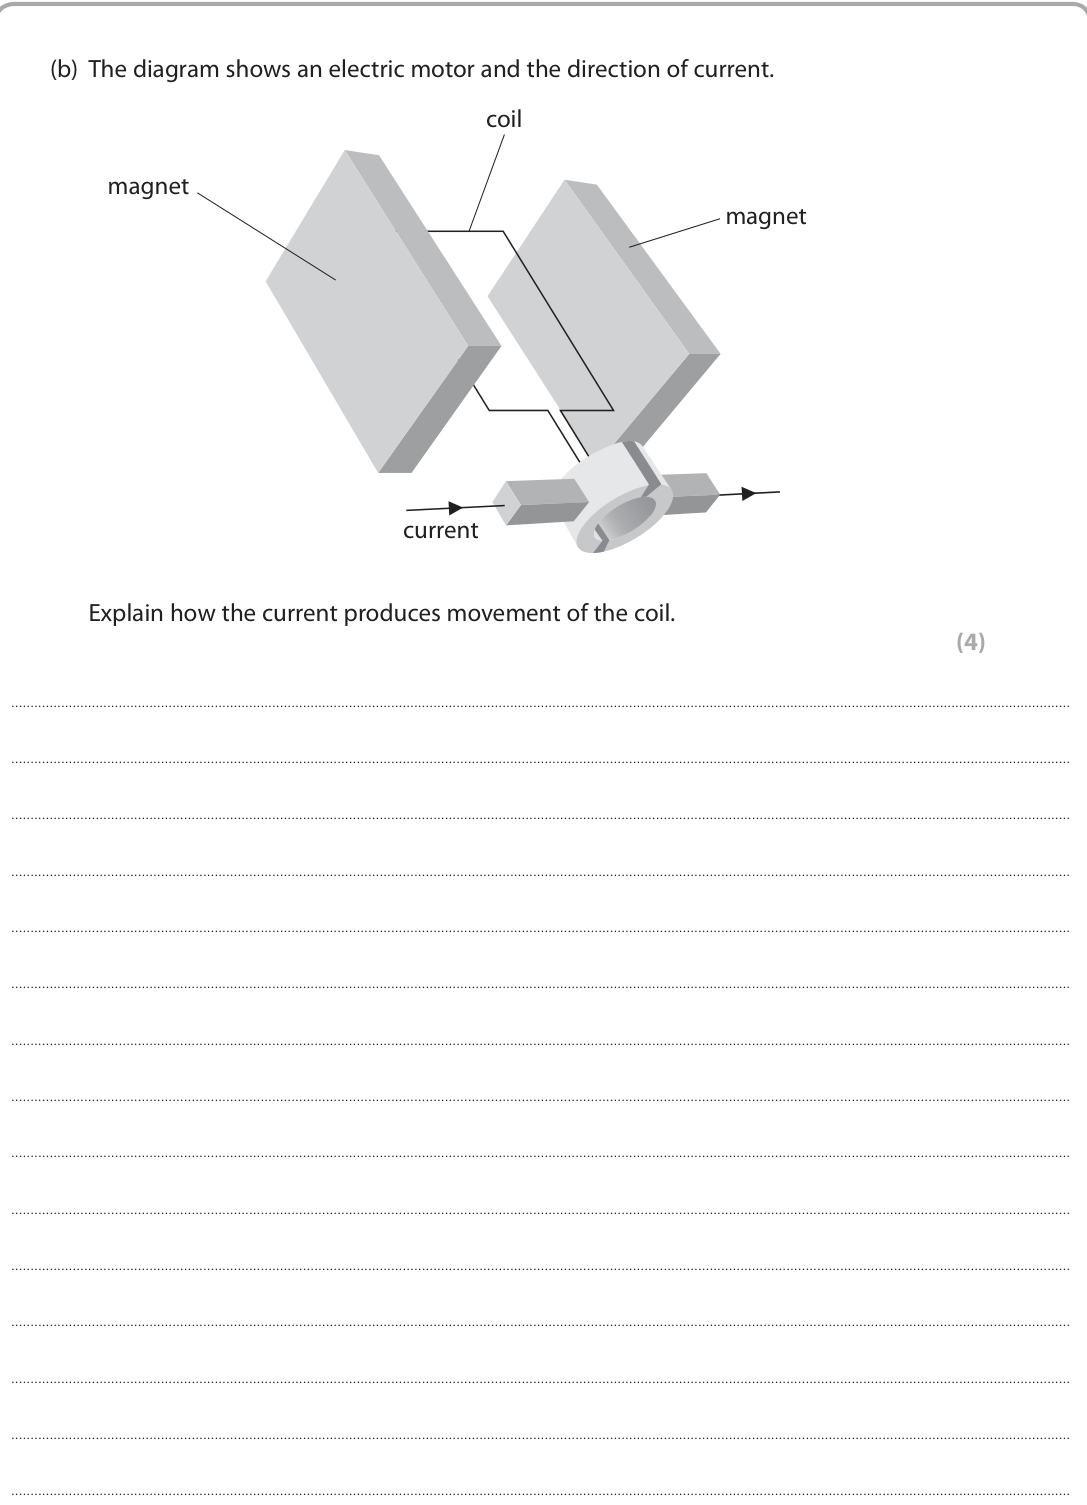 (b) The diagram shows an electric motor and the direction of current.
coil
magnet
magnet
current
Explain how the current produces movement of the coil.
(4)